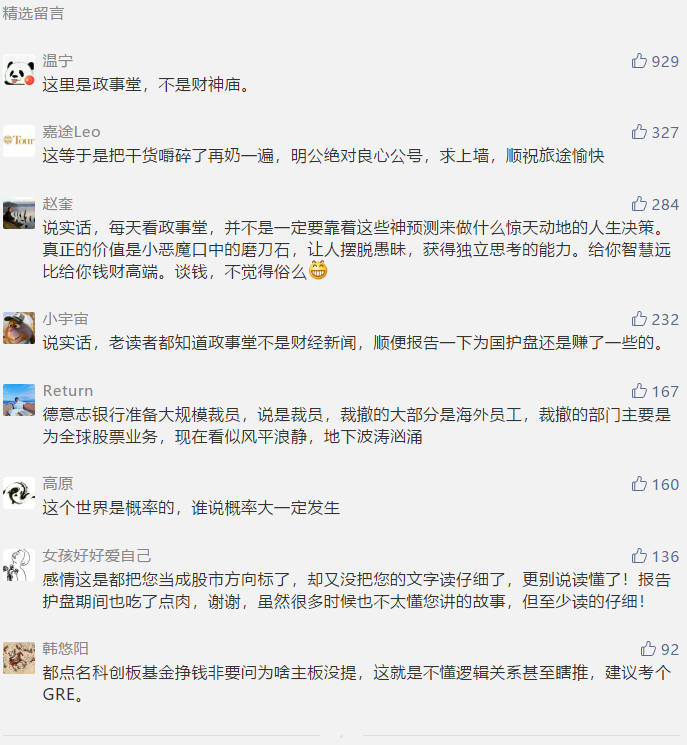 精选留言
温宁
929
这里是政事堂，不是财神庙。
嘉途Leo
327
Tour
这等于是把干货嚼碎了再奶一遍，明公绝对良心公号，求上墙，顺祝旅途愉快
赵奎
284
说实话，每天看政事堂，并不是一定要靠着这些神预测来做什么惊天动地的人生决策。
真正的价值是小恶魔口中的磨刀石，让人摆脱愚昧，获得独立思考的能力。给你智慧远
比给你钱财高端。谈钱，不觉得俗么😁
小宇宙
232
说实话，老读者都知道政事堂不是财经新闻，顺便报告一下为国护盘还是赚了一些的。
Return
167
德意志银行准备大规模裁员，说是裁员，裁撤的大部分是海外员工，裁撤的部门主要是
为全球股票业务，现在看似风平浪静，地下波涛汹涌
高原
160
这个世界是概率的，谁说概率大一定发生
女孩好好爱自己
136
感情这是都把您当成股市方向标了，却又没把您的文字读仔细了，更别说读懂了！报告
护盘期间也吃了点肉，谢谢，虽然很多时候也不太懂您讲的故事，但至少读的仔细！
韩悠阳
92
都点名科创板基金挣钱非要问为啥主板没提，这就是不懂逻辑关系甚至瞎推，建议考个
GRE。